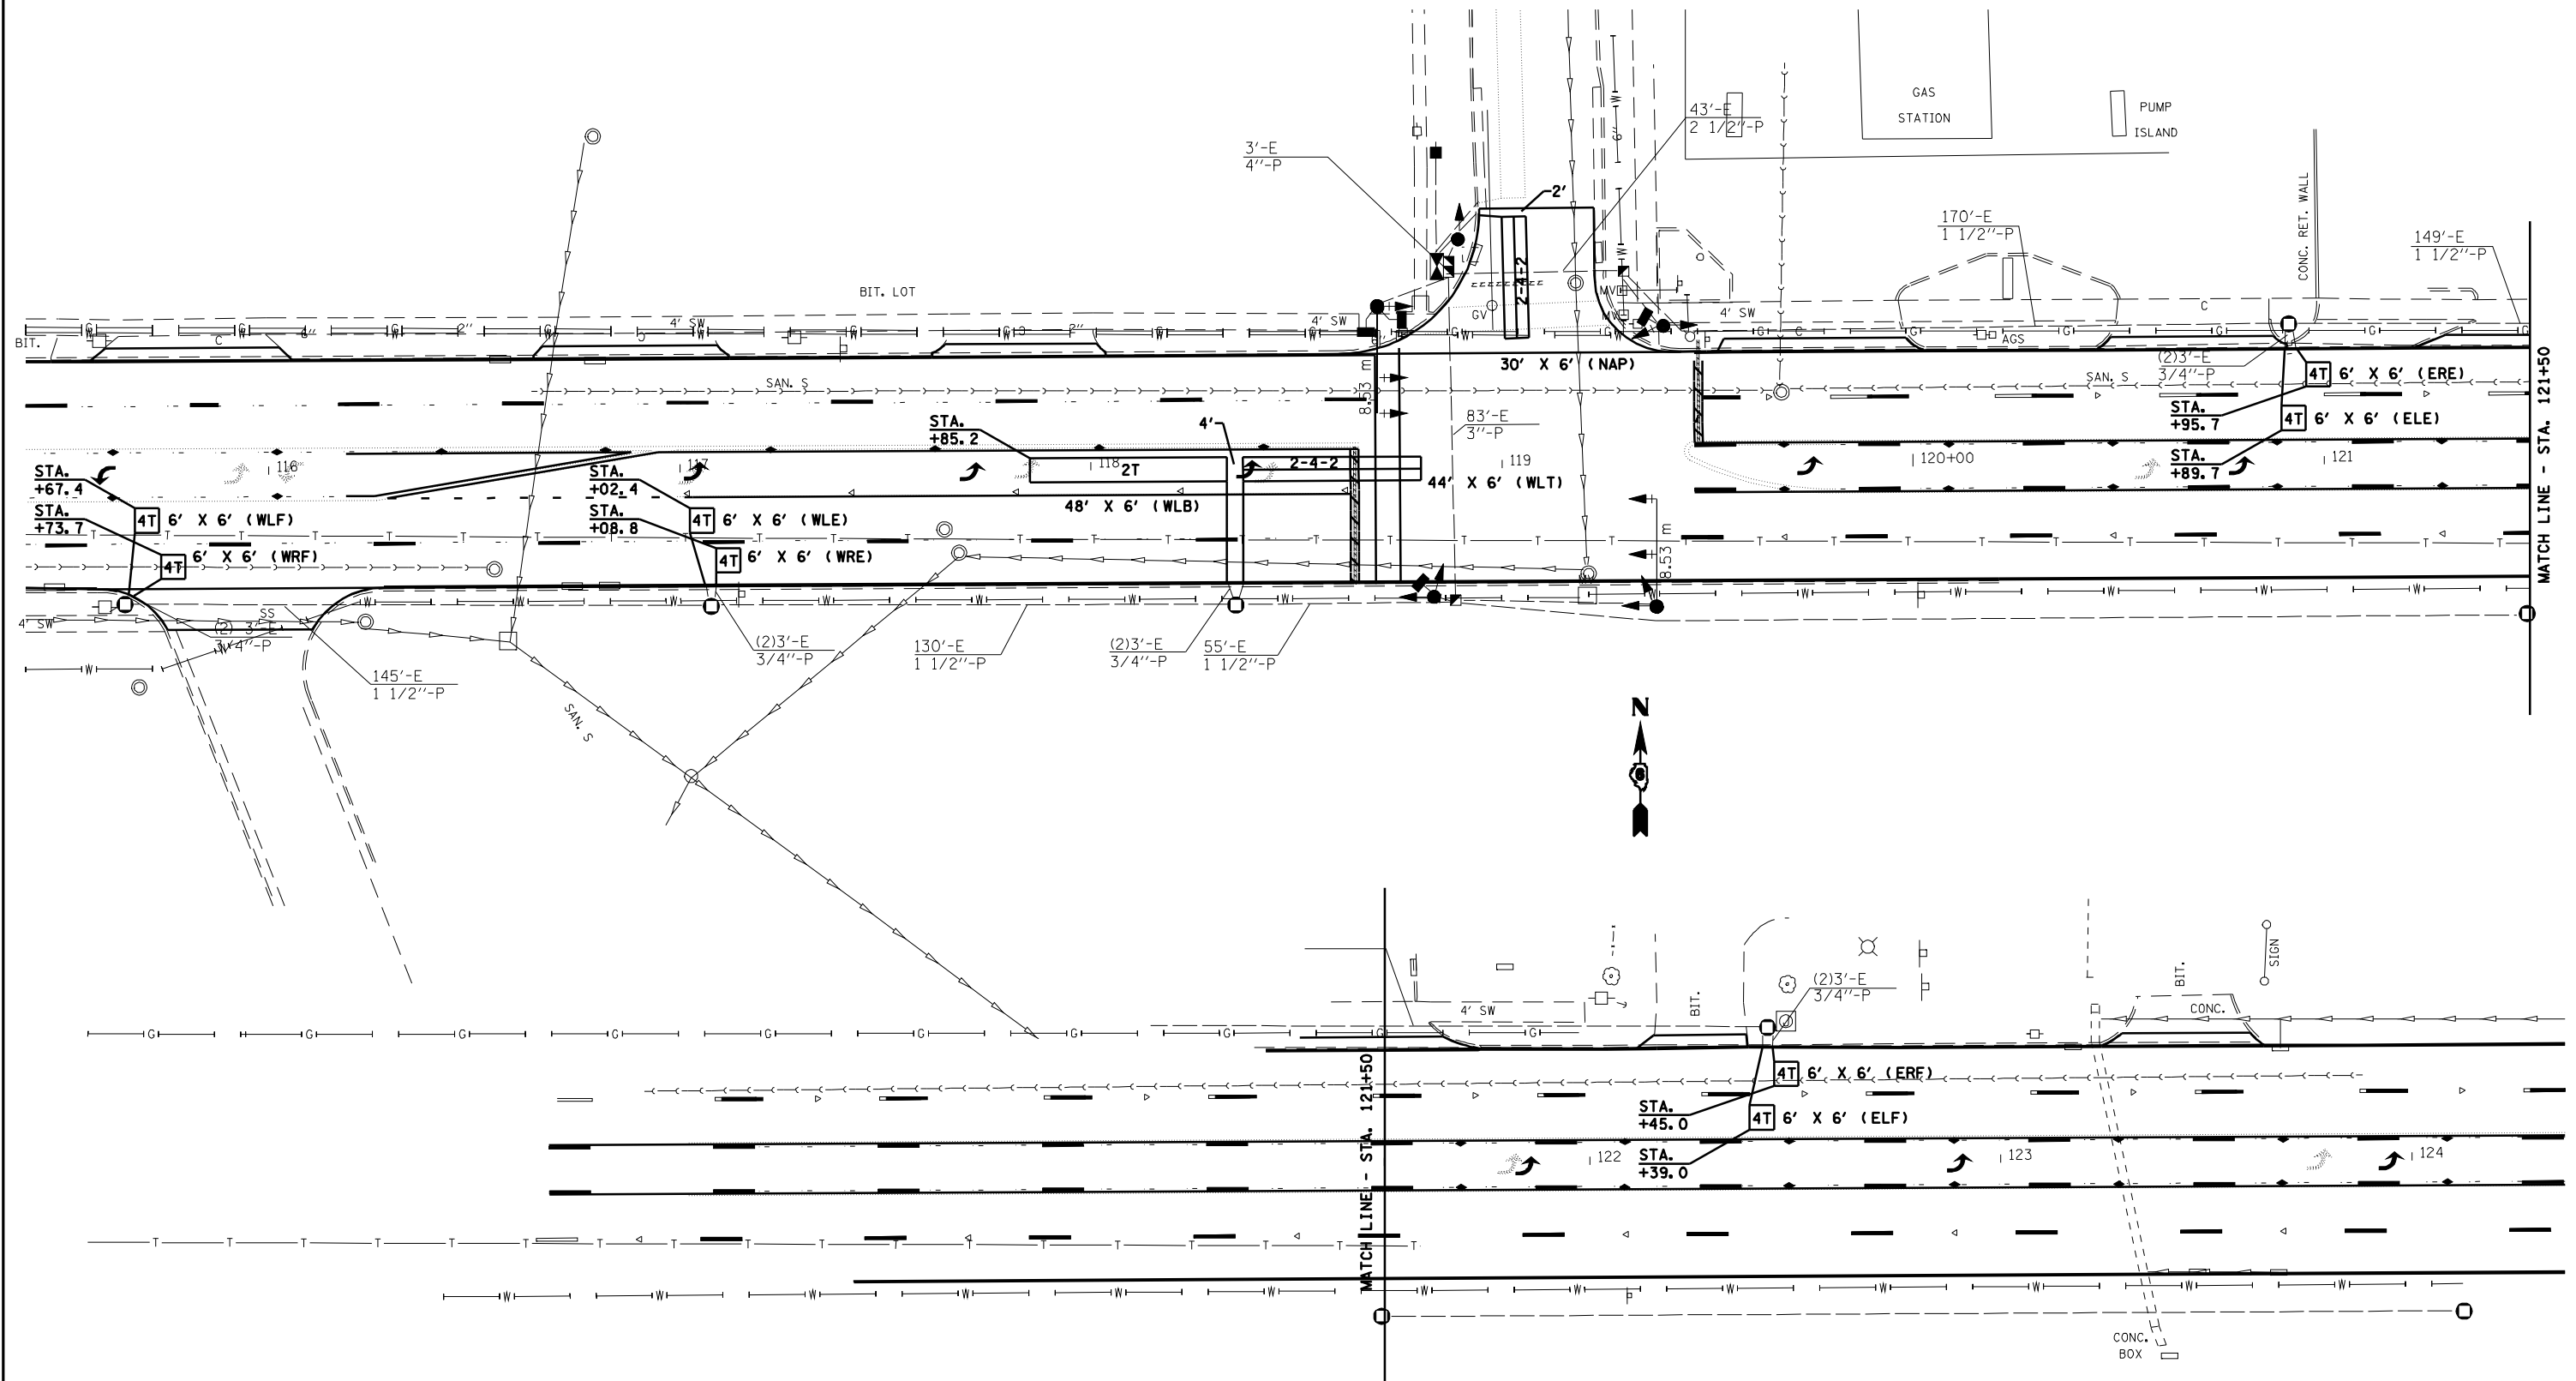 GAS
STATION
PUMP
ISLAND
43'-E
2 1/2''-P
3'-E
4''-P
6''
2'
2-4-2
CONC. RET. WALL
170'-E
1 1/2''-P
149'-E
1 1/2''-P
BIT. LOT
BIT.
4' SW
2''
4' SW
2''
4' SW
GV
MV
MV
4' SW
AGS
SAN. S
8.53 m
30' X 6' (NAP)
SAN. S
(2)3'-E
3/4''-P
4T 6' X 6' (ERE)
STA.
+95.7
4T 6' X 6' (ELE)
STA.
+89.7
MATCH LINE - STA. 121+50
STA.
+85.2
4'
83'-E
3''-P
116
117
118
119
120+00
121
2T
2-4-2
48' X 6' (WLB)
44' X 6' (WLT)
STA.
+67.4
STA.
+73.7
4T 6' X 6' (WLF)
4T 6' X 6' (WRF)
STA.
+02.4
STA.
+08.8
4T 6' X 6' (WLE)
4T 6' X 6' (WRE)
8.53 m
SS
4' SW
(2) 3'-E
3/4''-P
145'-E
1 1/2''-P
(2)3'-E
3/4''-P
130'-E
1 1/2''-P
(2)3'-E
3/4''-P
55'-E
1 1/2''-P
SAN. S
N
6
MATCH LINE - STA. 121+50
4' SW
BIT.
(2)3'-E
3/4''-P
BIT.
CONC.
SIGN
4T 6' X 6' (ERF)
STA.
+45.0
4T 6' X 6' (ELF)
STA.
+39.0
122
123
124
CONC.
BOX